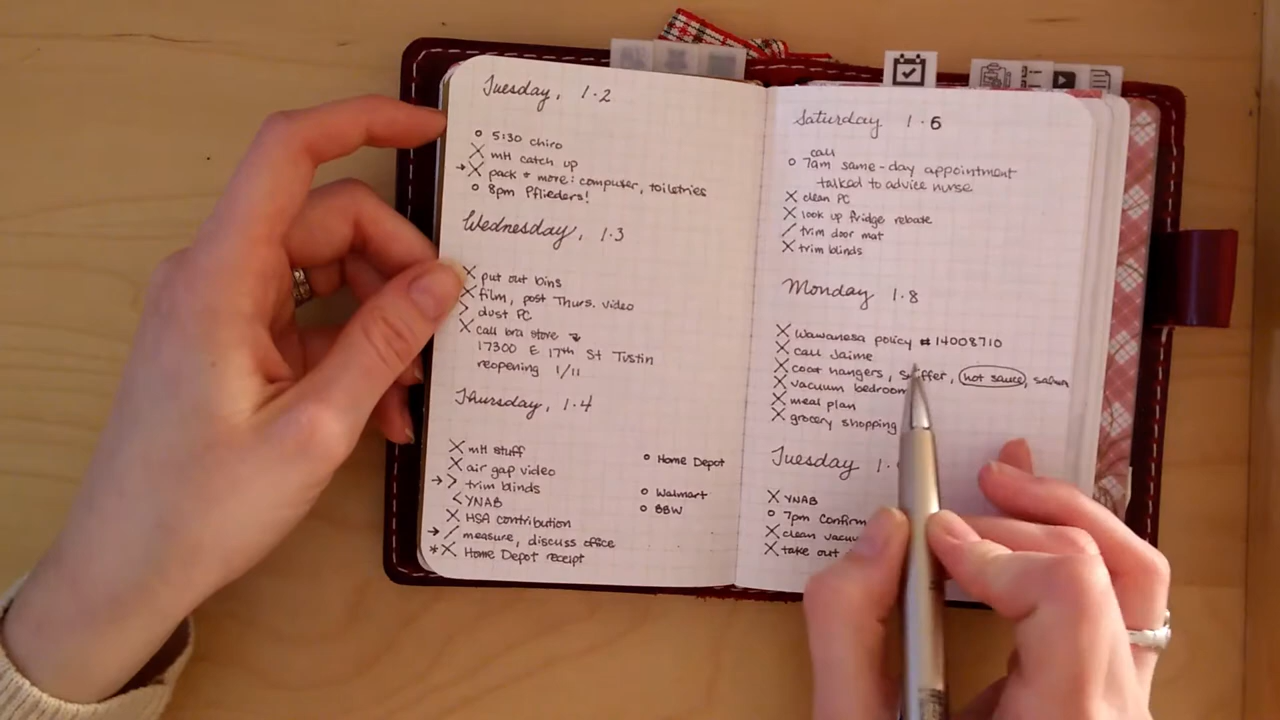 Tuesday, 1.2
o 5:30 chiro
X mH catch up
→ X pack + more: computer, toiletries
o 8pm Pflieders!
Wednesday, 1.3
X put out bins
X film, post Thurs. video
> dust PC
X call bra store
17300 E 17th St Tustin
reopening 1/11
Thursday, 1.4
X mH stuff
X air gap video
→ > trim blinds
< YNAB
X HSA contribution
→ / measure, discuss office
* X Home Depot receipt
o Home Depot
o Walmart
o BBW
Saturday 1.6
call
o 7am same-day appointment
talked to advice nurse
X clean PC
X look up fridge rebate
/ trim door mat
X trim blinds
Monday 1.8
X Wawanesa policy #14008710
X call Jaime
X coat hangers, hot sauce,
X vacuum bedroom
X meal plan
X grocery shopping
Tuesday 1.
X YNAB
o 7pm Confirm
X clean
X take out